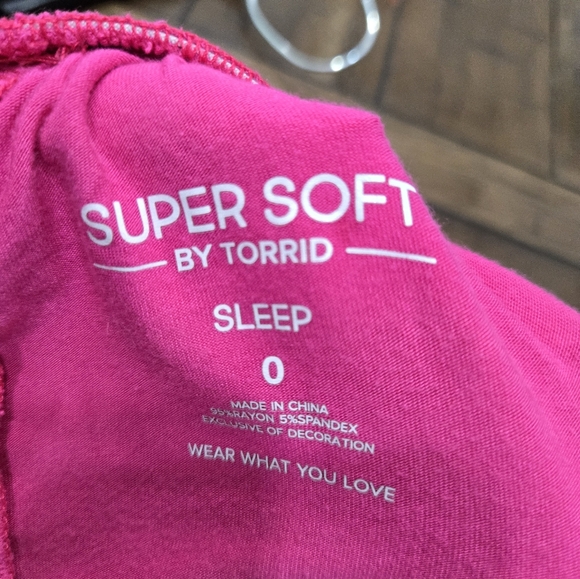 SUPER SOFT
BY TORRID
SLEEP
0
MADE IN CHINA
95%RAYON 5%SPANDEX
EXCLUSIVE OF DECORATION
WEAR WHAT YOU LOVE